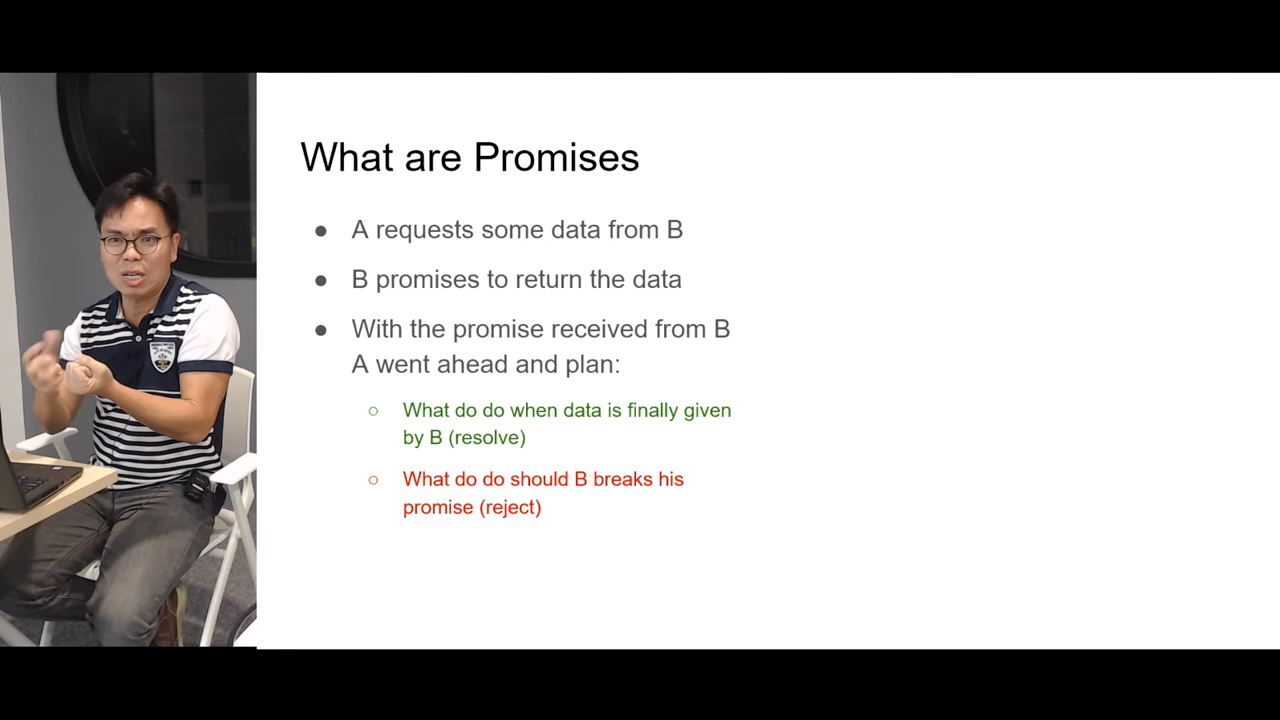 What are Promises
● A requests some data from B
● B promises to return the data
● With the promise received from B
A went ahead and plan:
○ What do do when data is finally given
by B (resolve)
○ What do do should B breaks his
promise (reject)